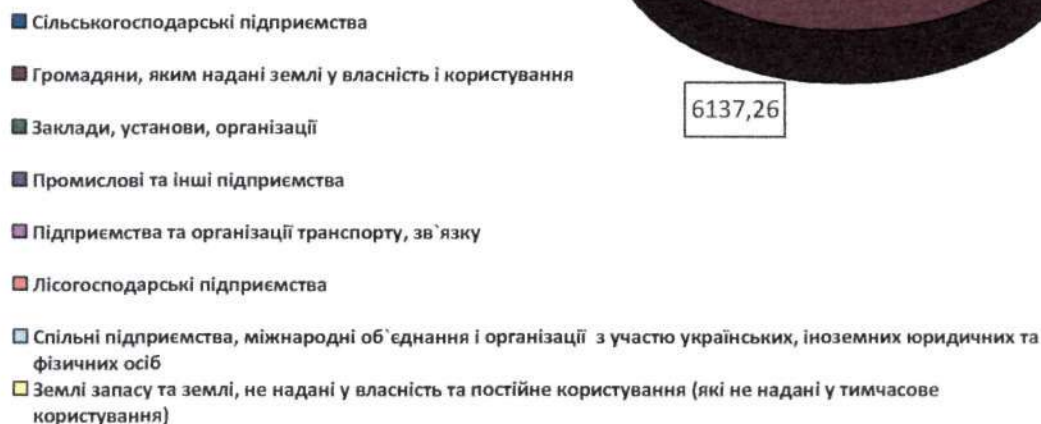 Сільськогосподарські підприємства
Громадяни, яким надані землі у власність і користування
6137,26
Заклади, установи, організації
Промислові та інші підприємства
Підприємства та організації транспорту, зв`язку
Лісогосподарські підприємства
Спільні підприємства, міжнародні об`єднання і організації з участю українських, іноземних юридичних та
фізичних осіб
Землі запасу та землі, не надані у власність та постійне користування (які не надані у тимчасове
користування)